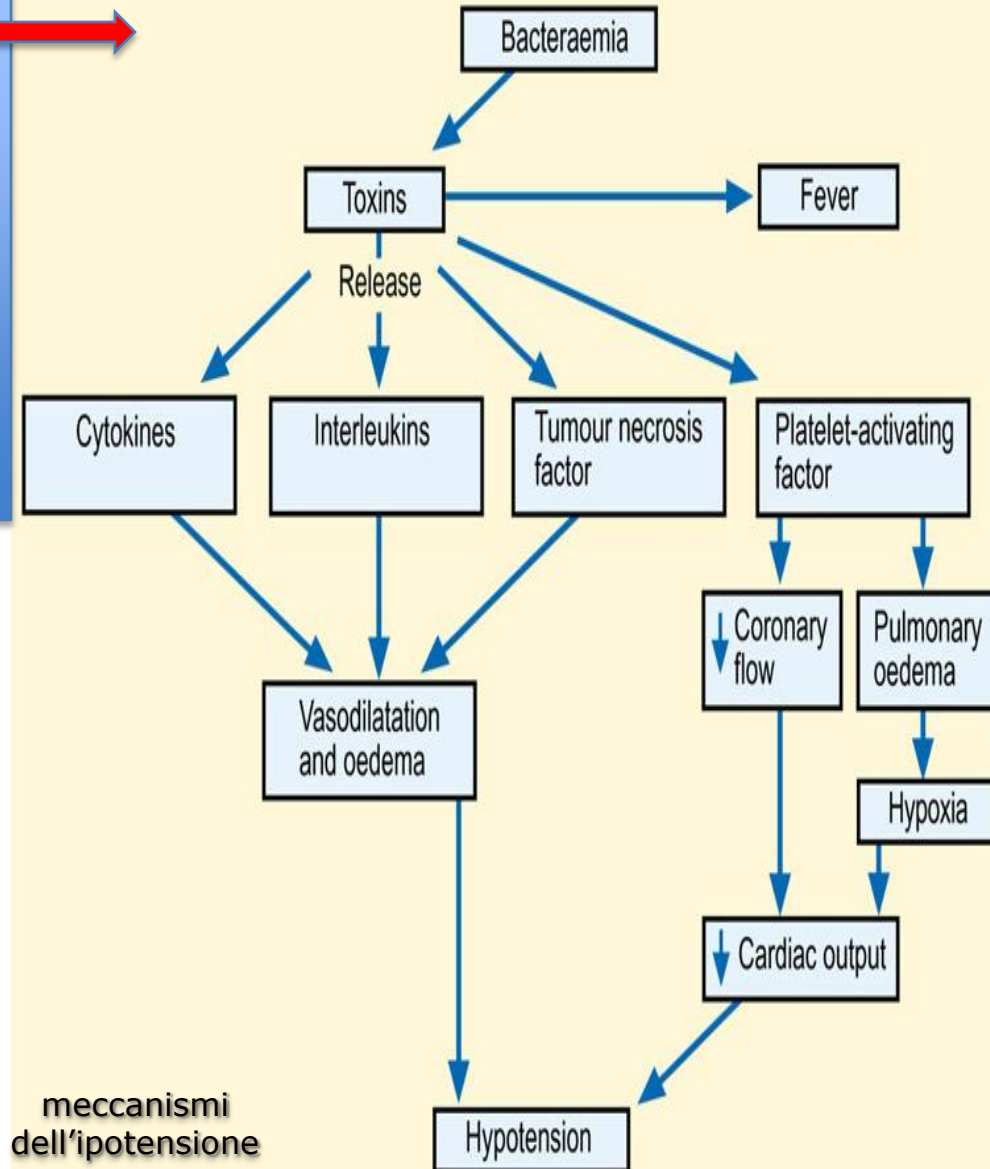 Bacteraemia
Toxins
Fever
Release
Cytokines
Interleukins
Tumour necrosis
factor
Platelet-activating
factor
Coronary
flow
Pulmonary
oedema
Vasodilatation
and oedema
Hypoxia
Cardiac output
meccanismi
dell’ipotensione
Hypotension